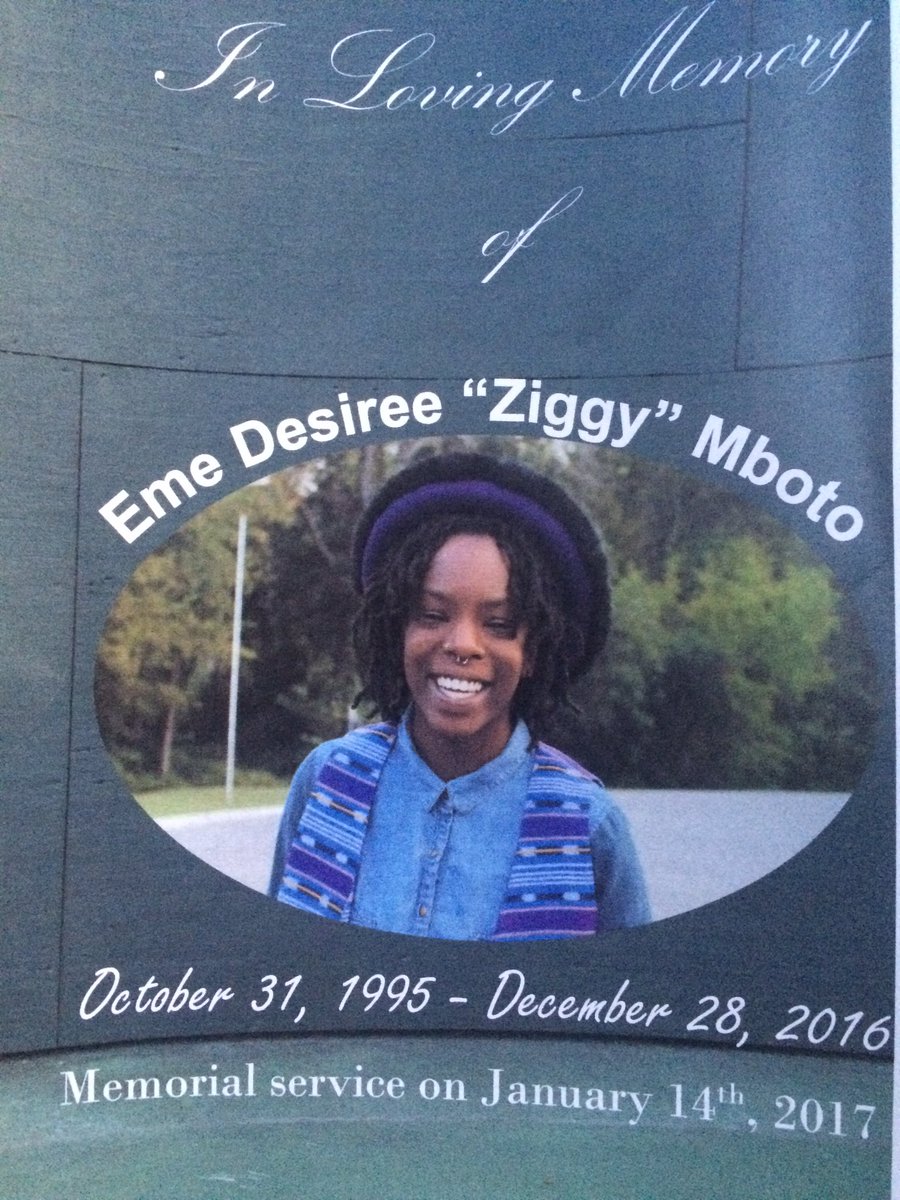 In Loving Memory
of
Eme Desiree “Ziggy” Mboto
October 31, 1995 - December 28, 2016
Memorial service on January 14th, 2017